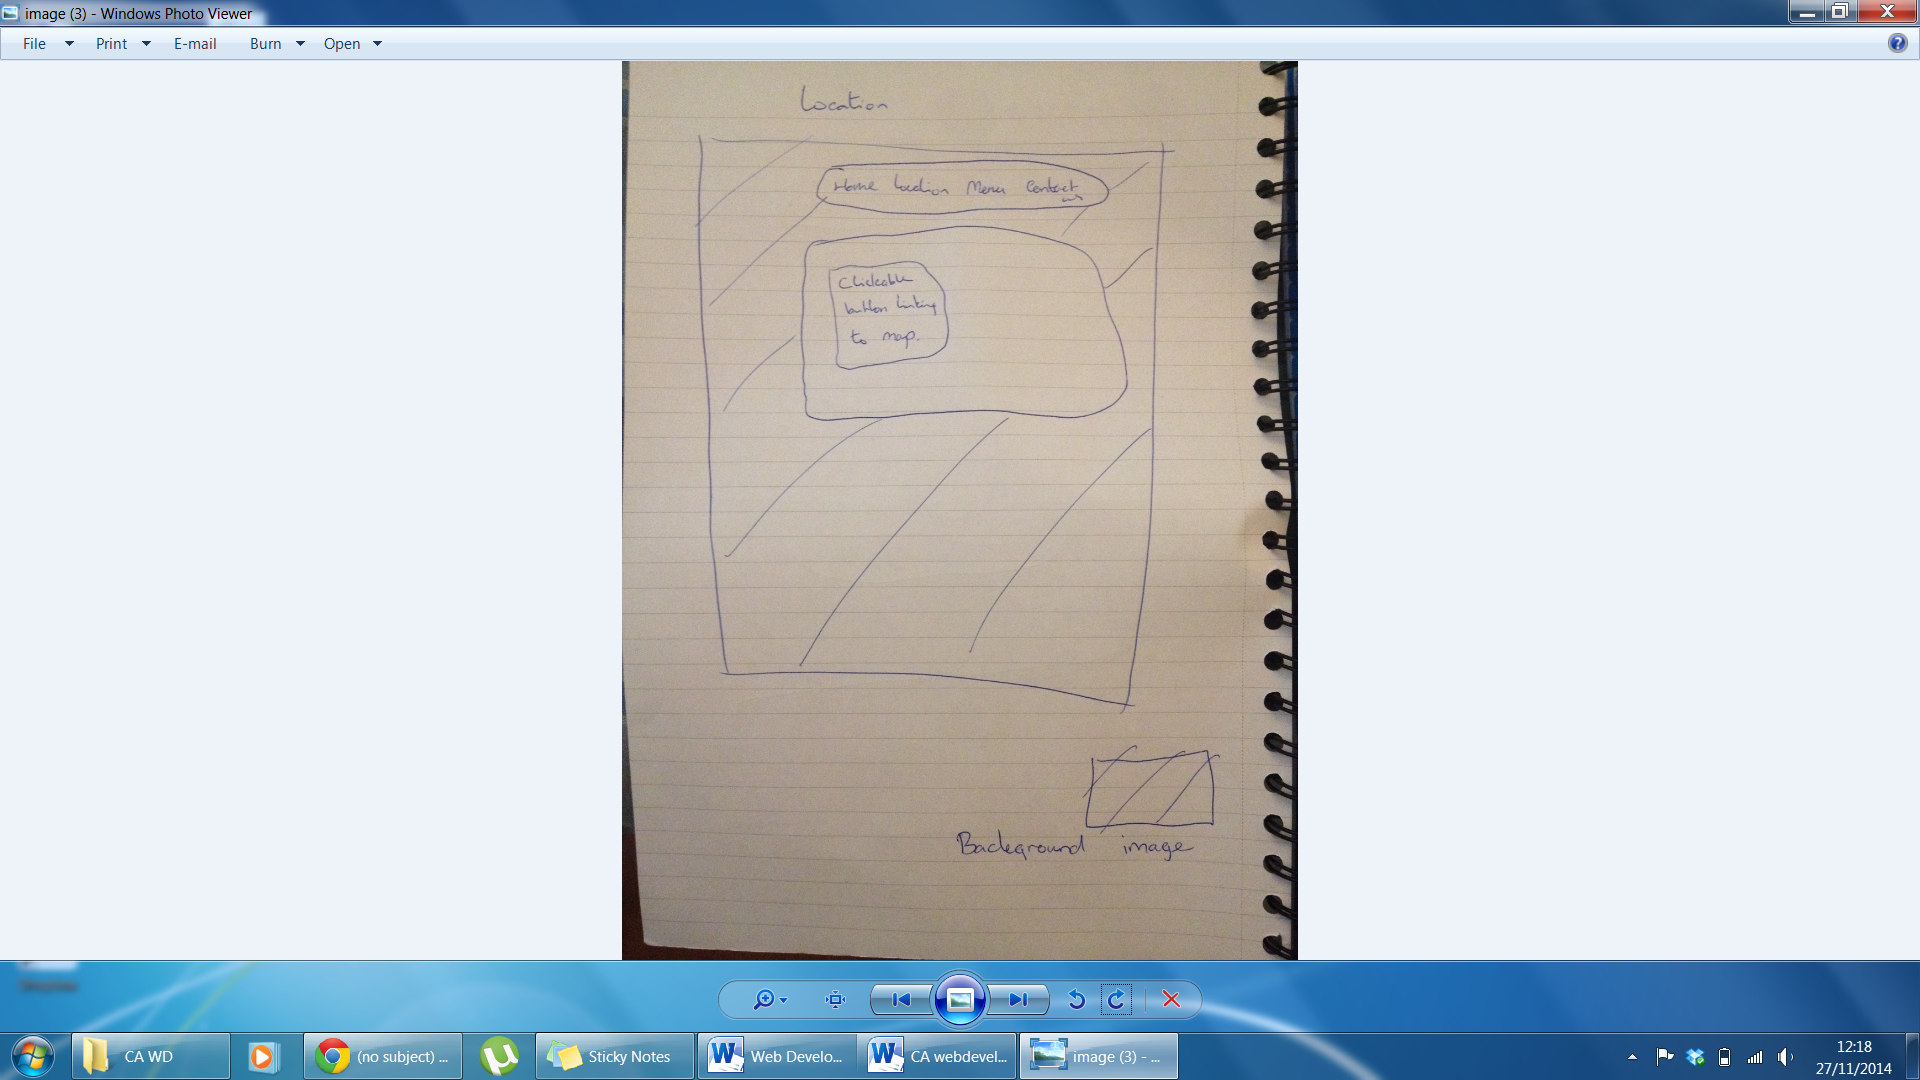 image (3) - Windows Photo Viewer
File Print E-mail Burn Open
Location
Home Location Menu Contact
us
Clickable
button linking
to map.
Background image
CA WD
(no subject) ...
Sticky Notes
Web Develo...
CA webdevel...
image (3) - ...
12:18
27/11/2014